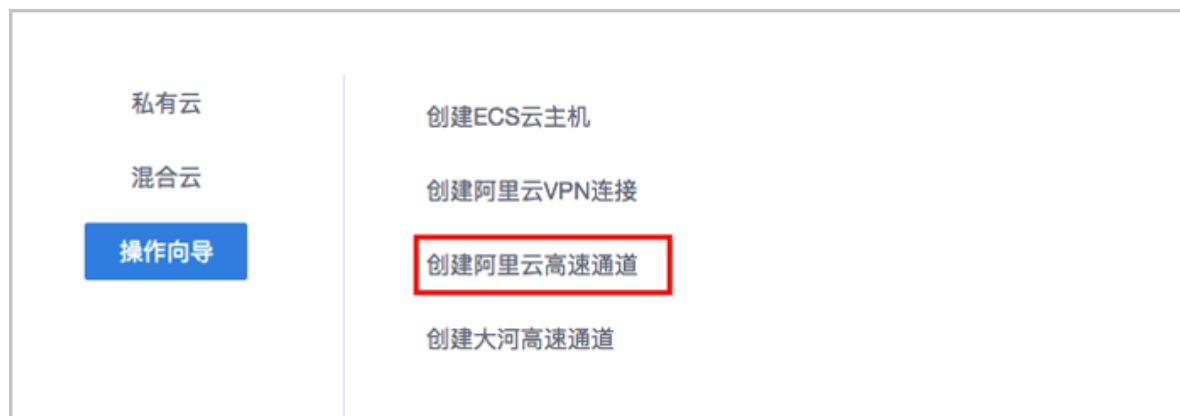 私有云
混合云
操作向导
创建ECS云主机
创建阿里云VPN连接
创建阿里云高速通道
创建大河高速通道